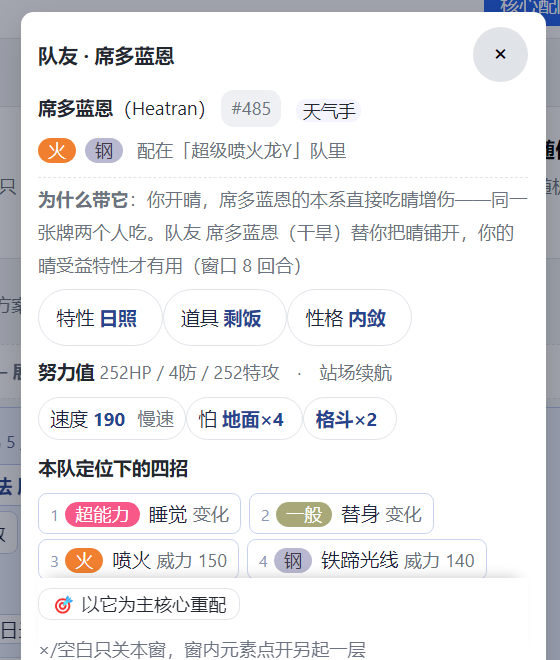 核心配
队友 · 席多蓝恩
×
席多蓝恩（Heatran） #485 天气手
火 钢 配在「超级喷火龙Y」队里
为什么带它：你开晴，席多蓝恩的本系直接吃晴增伤——同一
张牌两个人吃。队友 席多蓝恩（干旱）替你把晴铺开，你的
晴受益特性才有用（窗口 8 回合）
特性 日照 道具 剩饭 性格 内敛
努力值 252HP / 4防 / 252特攻 · 站场续航
速度 190 慢速 怕 地面×4 格斗×2
本队定位下的四招
1 超能力 睡觉 变化 2 一般 替身 变化
3 火 喷火 威力 150 4 钢 铁蹄光线 威力 140
🎯 以它为主核心重配
×/空白只关本窗，窗内元素点开另起一层